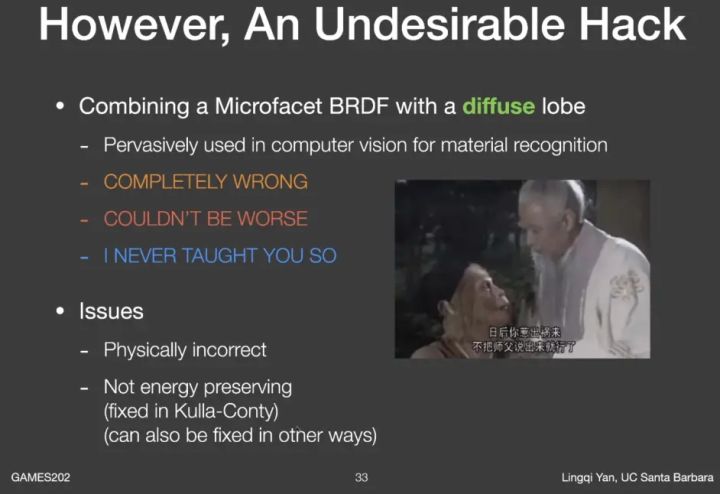 However, An Undesirable Hack
• Combining a Microfacet BRDF with a diffuse lobe
- Pervasively used in computer vision for material recognition
- COMPLETELY WRONG
- COULDN'T BE WORSE
- I NEVER TAUGHT YOU SO
日后你惹出祸来
不把师父说出来就行了
• Issues
- Physically incorrect
- Not energy preserving
(fixed in Kulla-Conty)
(can also be fixed in other ways)
GAMES202
33
Lingqi Yan, UC Santa Barbara